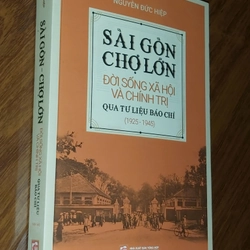 NGUYỄN ĐỨC HIỆP
SÀI GÒN
CHỢ LỚN
ĐỜI SỐNG XÃ HỘI
VÀ CHÍNH TRỊ
QUA TƯ LIỆU BÁO CHÍ
(1925-1945)
SÀI GÒN - CHỢ LỚN